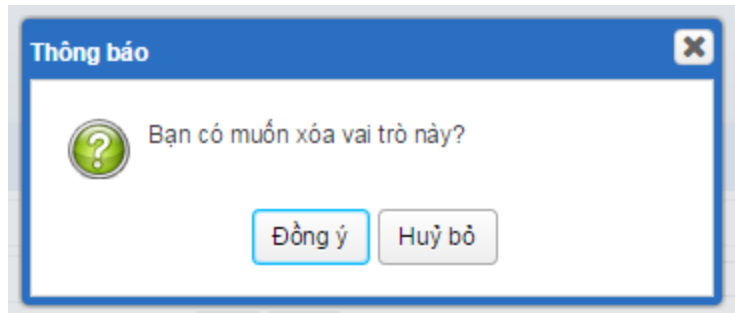 Thông báo
Bạn có muốn xóa vai trò này?
Đồng ý Huỷ bỏ